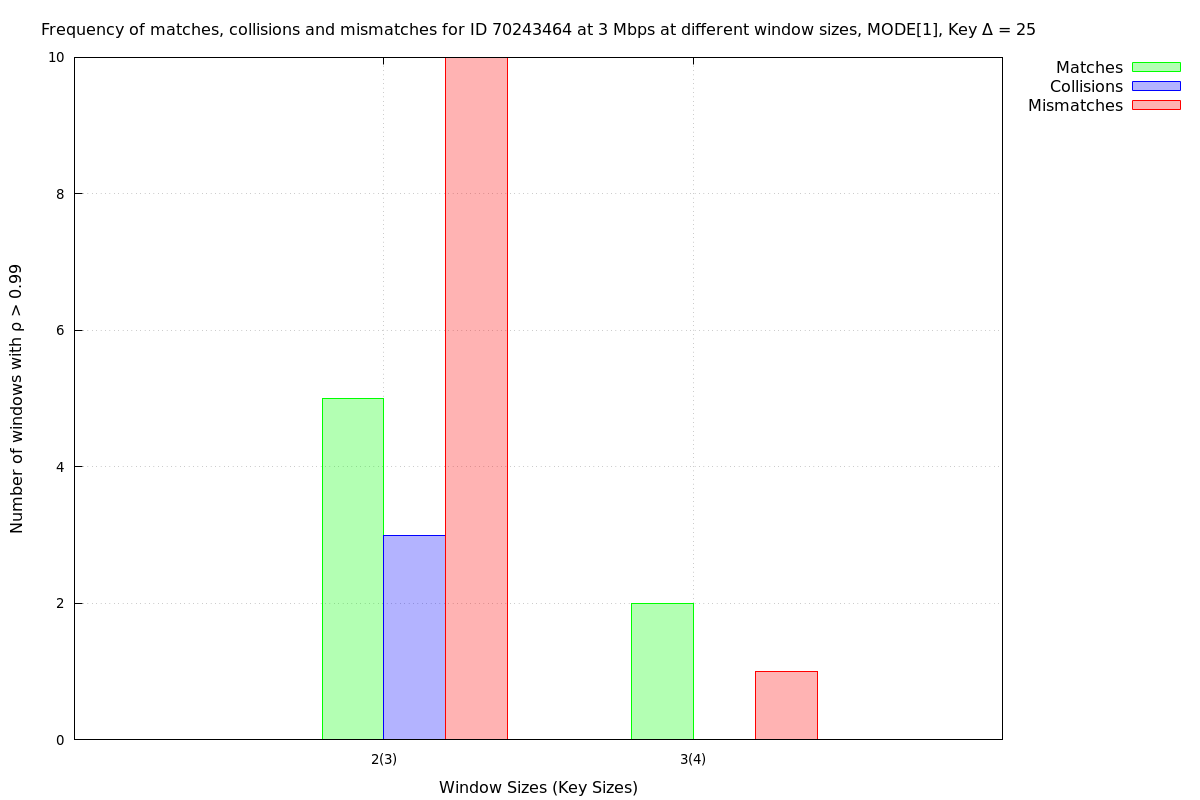 Frequency of matches, collisions and mismatches for ID 70243464 at 3 Mbps at different window sizes, MODE[1], Key Δ = 25
Matches
Collisions
Mismatches
Number of windows with ρ > 0.99
10
8
6
4
2
0
2(3)
3(4)
Window Sizes (Key Sizes)